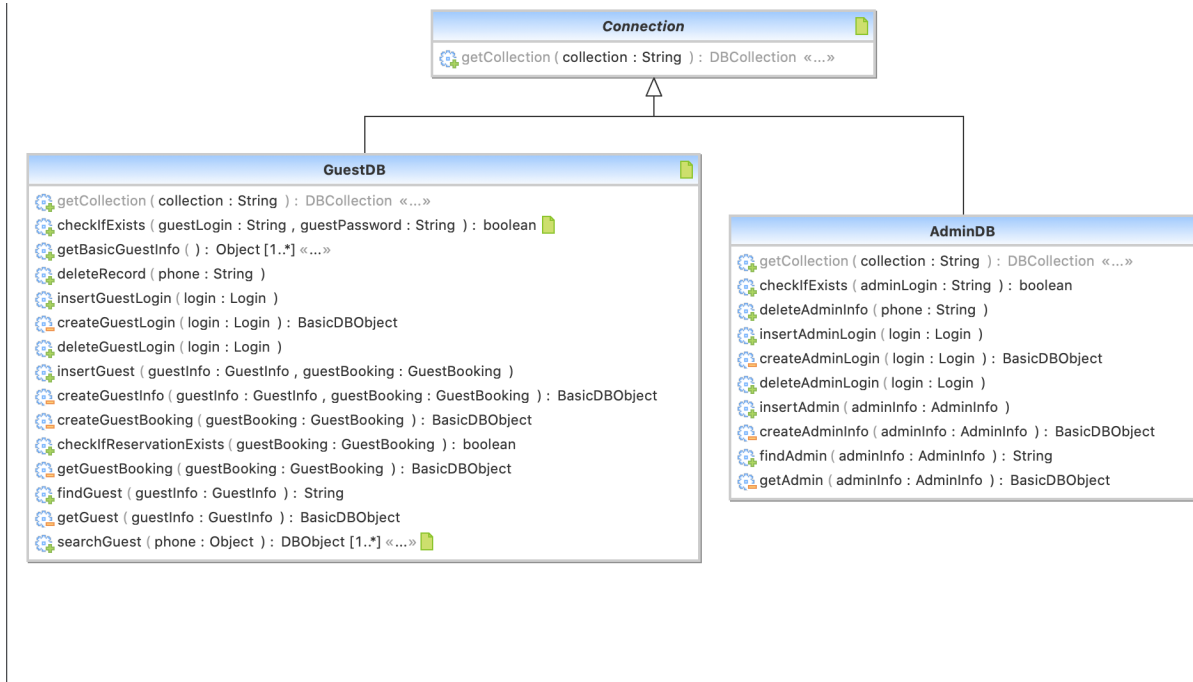 Connection
getCollection ( collection : String ) : DBCollection «...»
GuestDB
getCollection ( collection : String ) : DBCollection «...»
checkIfExists ( guestLogin : String , guestPassword : String ) : boolean
getBasicGuestInfo ( ) : Object [1..*] «...»
deleteRecord ( phone : String )
insertGuestLogin ( login : Login )
createGuestLogin ( login : Login ) : BasicDBObject
deleteGuestLogin ( login : Login )
insertGuest ( guestInfo : GuestInfo , guestBooking : GuestBooking )
createGuestInfo ( guestInfo : GuestInfo , guestBooking : GuestBooking ) : BasicDBObject
createGuestBooking ( guestBooking : GuestBooking ) : BasicDBObject
checkIfReservationExists ( guestBooking : GuestBooking ) : boolean
getGuestBooking ( guestBooking : GuestBooking ) : BasicDBObject
findGuest ( guestInfo : GuestInfo ) : String
getGuest ( guestInfo : GuestInfo ) : BasicDBObject
searchGuest ( phone : Object ) : DBObject [1..*] «...»
AdminDB
getCollection ( collection : String ) : DBCollection «...»
checkIfExists ( adminLogin : String ) : boolean
deleteAdminInfo ( phone : String )
insertAdminLogin ( login : Login )
createAdminLogin ( login : Login ) : BasicDBObject
deleteAdminLogin ( login : Login )
insertAdmin ( adminInfo : AdminInfo )
createAdminInfo ( adminInfo : AdminInfo ) : BasicDBObject
findAdmin ( adminInfo : AdminInfo ) : String
getAdmin ( adminInfo : AdminInfo ) : BasicDBObject